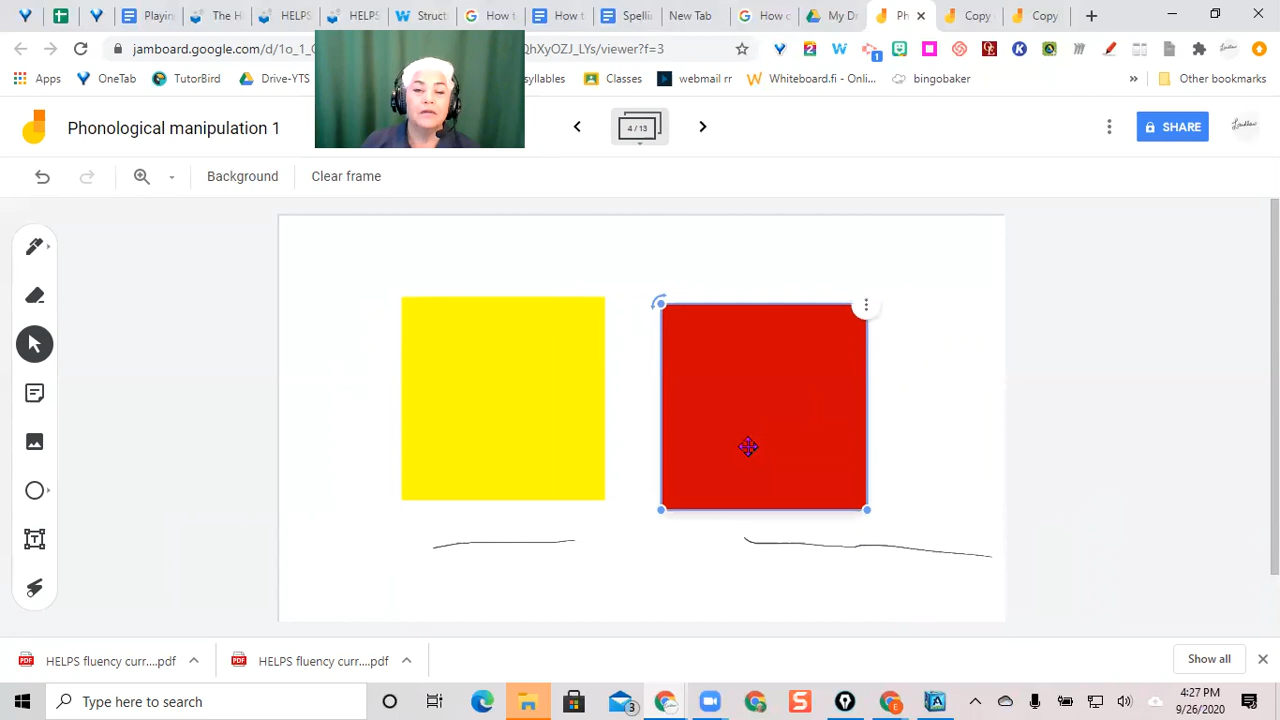 Playin
The H
HELPS
HELPS
Struct
How t
How t
Spellin
New Tab
How c
My Dr
Ph
Copy
Copy
jamboard.google.com/d/1o_1_
QhXyOZJ_LYs/viewer?f=3
Apps
OneTab
TutorBird
Drive-YTS
syllables
Classes
webmail rr
Whiteboard.fi - Onli...
bingobaker
»
Other bookmarks
Phonological manipulation 1
4 / 13
SHARE
Background
Clear frame
HELPS fluency curr....pdf
HELPS fluency curr....pdf
Show all
Type here to search
3
4:27 PM
9/26/2020